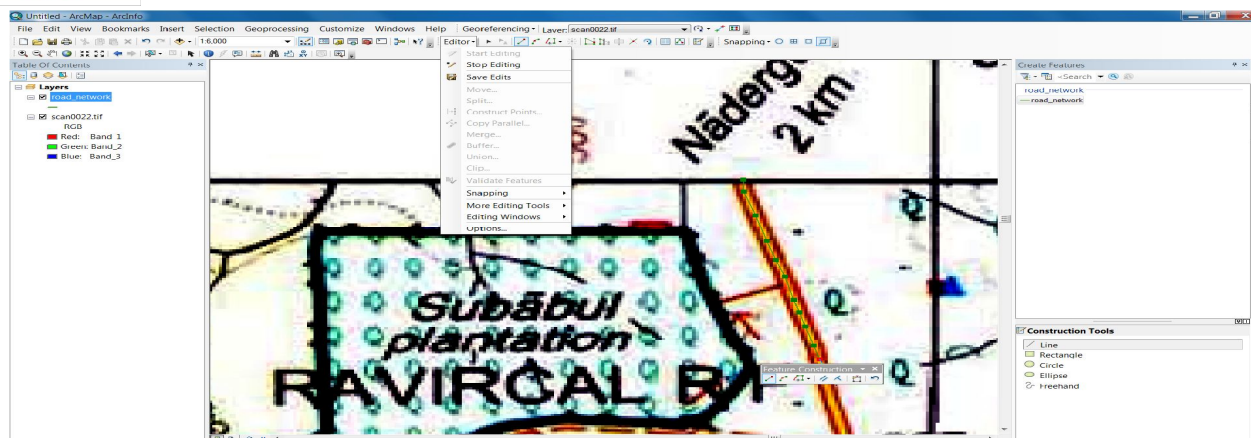 Untitled - ArcMap - ArcInfo
File Edit View Bookmarks Insert Selection Geoprocessing Customize Windows Help Georeferencing Layer: scan0022.tif
1:6,000 Editor Snapping
Table Of Contents
Layers
road_network
scan0022.tif
RGB
Red: Band_1
Green: Band_2
Blue: Band_3
Start Editing
Stop Editing
Save Edits
Move...
Split...
Construct Points...
Copy Parallel...
Merge...
Buffer...
Union...
Clip...
Validate Features
Snapping
More Editing Tools
Editing Windows
Options...
2 km
Subābul
plantation
RAVIRCAL
Feature Construction
Create Features
<Search
road_network
road_network
Construction Tools
Line
Rectangle
Circle
Ellipse
Freehand